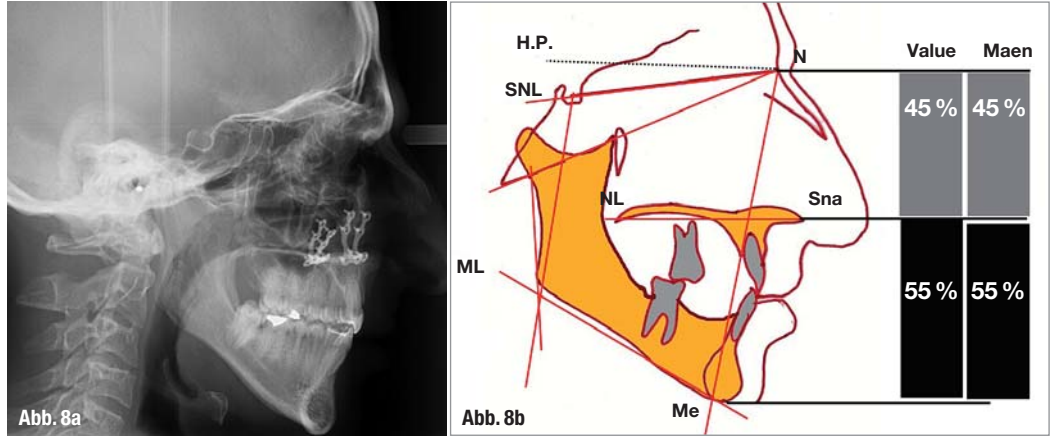 Abb. 8a
H.P.
N
Value Maen
SNL
45 % 45 %
NL
Sna
ML
55 % 55 %
Me
Abb. 8b